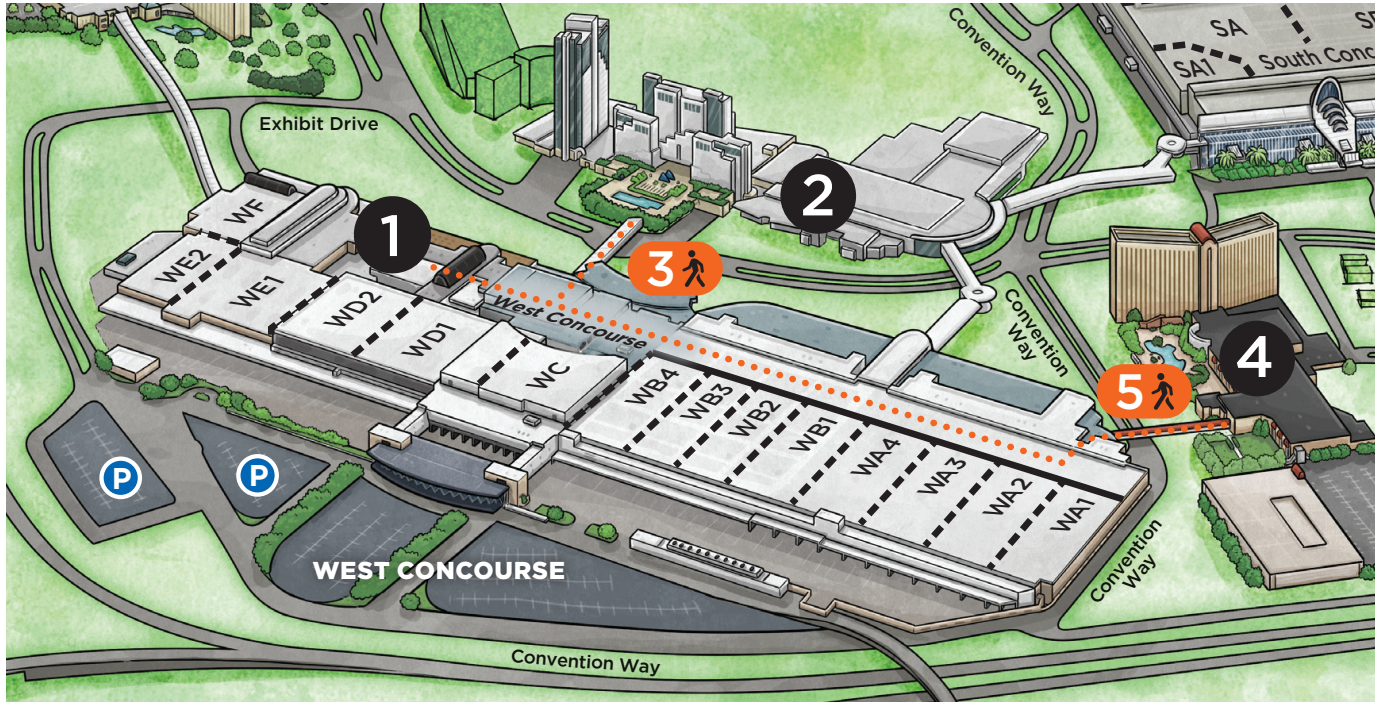 Convention Way
SA
SA1
South Conc
Exhibit Drive
WF
1
2
WE2
WE1
WD2
WD1
3
West Concourse
Convention
Way
4
5
WC
WB4
WB3
WB2
WB1
WA4
WA3
WA2
WA1
P
P
WEST CONCOURSE
Convention
Way
Convention Way